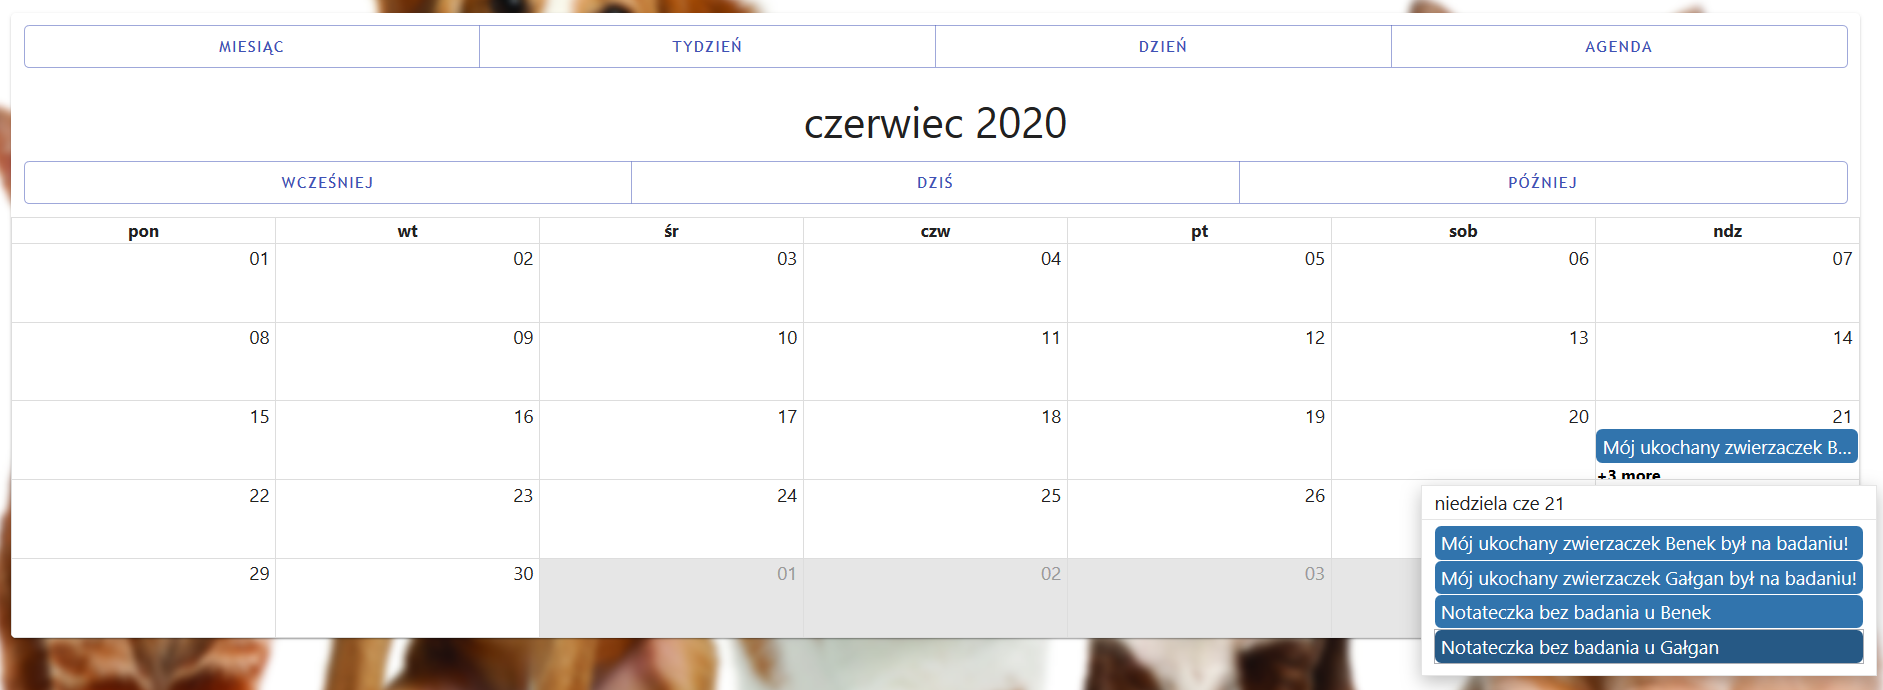 MIESIĄC TYDZIEŃ DZIEŃ AGENDA
czerwiec 2020
WCZEŚNIEJ DZIŚ PÓŹNIEJ
pon wt śr czw pt sob ndz
01 02 03 04 05 06 07
08 09 10 11 12 13 14
15 16 17 18 19 20 21
Mój ukochany zwierzaczek B...
+3 more
22 23 24 25 26
niedziela cze 21
Mój ukochany zwierzaczek Benek był na badaniu!
Mój ukochany zwierzaczek Gałgan był na badaniu!
29 30 01 02 03
Notateczka bez badania u Benek
Notateczka bez badania u Gałgan